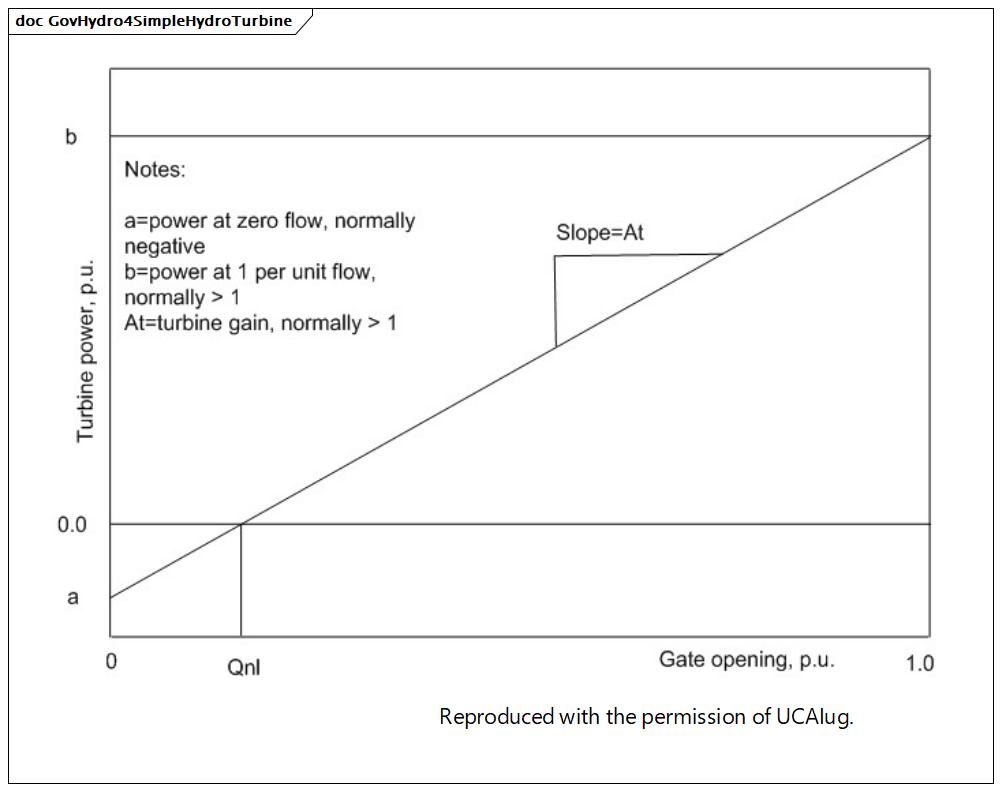 doc GovHydro4SimpleHydroTurbine
b
Notes:
a=power at zero flow, normally
negative
b=power at 1 per unit flow,
normally > 1
At=turbine gain, normally > 1
Slope=At
Turbine power, p.u.
0.0
a
0
Qnl
Gate opening, p.u.
1.0
Reproduced with the permission of UCAIug.